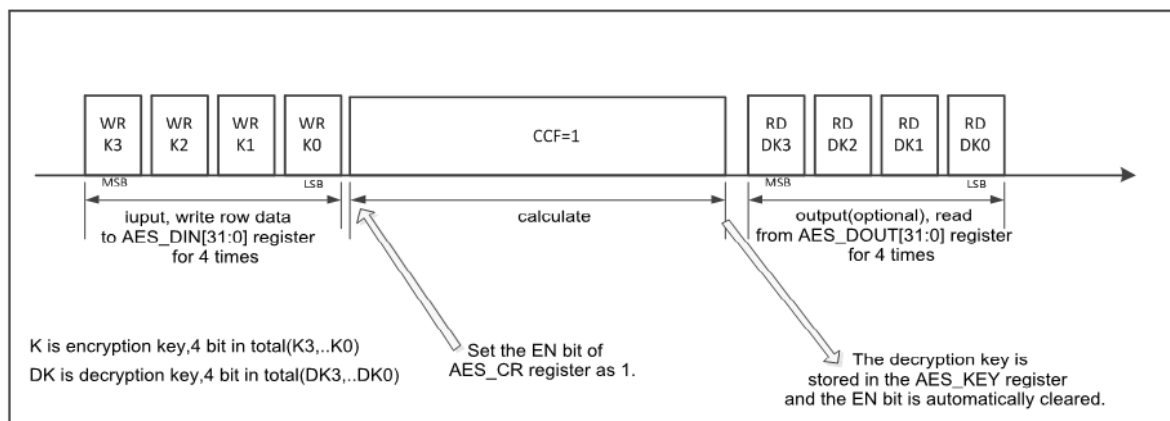 WR K3
WR K2
WR K1
WR K0
CCF=1
RD DK3
RD DK2
RD DK1
RD DK0
MSB
LSB
MSB
LSB
iuput, write row data
to AES_DIN[31:0] register
for 4 times
calculate
output(optional), read
from AES_DOUT[31:0] register
for 4 times
K is encryption key,4 bit in total(K3,..K0)
DK is decryption key,4 bit in total(DK3,..DK0)
Set the EN bit of
AES_CR register as 1.
The decryption key is
stored in the AES_KEY register
and the EN bit is automatically cleared.